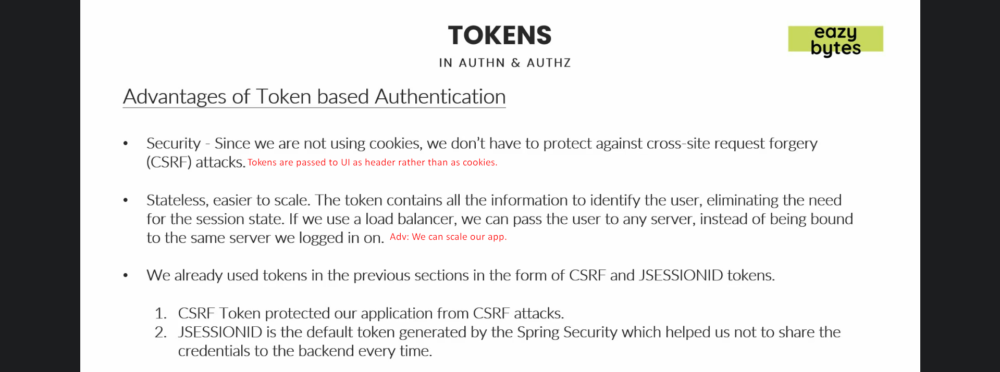 TOKENS
IN AUTHN & AUTHZ
eazy
bytes
Advantages of Token based Authentication
• Security - Since we are not using cookies, we don't have to protect against cross-site request forgery
(CSRF) attacks. Tokens are passed to UI as header rather than as cookies.
• Stateless, easier to scale. The token contains all the information to identify the user, eliminating the need
for the session state. If we use a load balancer, we can pass the user to any server, instead of being bound
to the same server we logged in on. Adv: We can scale our app.
• We already used tokens in the previous sections in the form of CSRF and JSESSIONID tokens.
1. CSRF Token protected our application from CSRF attacks.
2. JSESSIONID is the default token generated by the Spring Security which helped us not to share the
credentials to the backend every time.